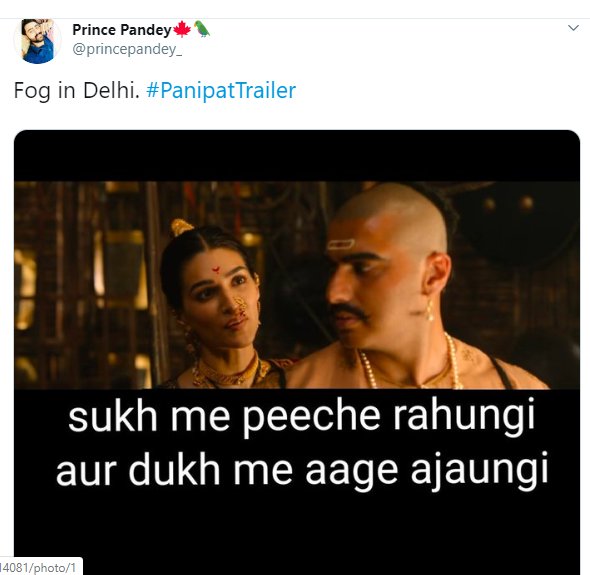 Prince Pandey🍁🦜
@princepandey_
Fog in Delhi. #PanipatTrailer
sukh me peeche rahungi
aur dukh me aage ajaungi
14081/photo/1